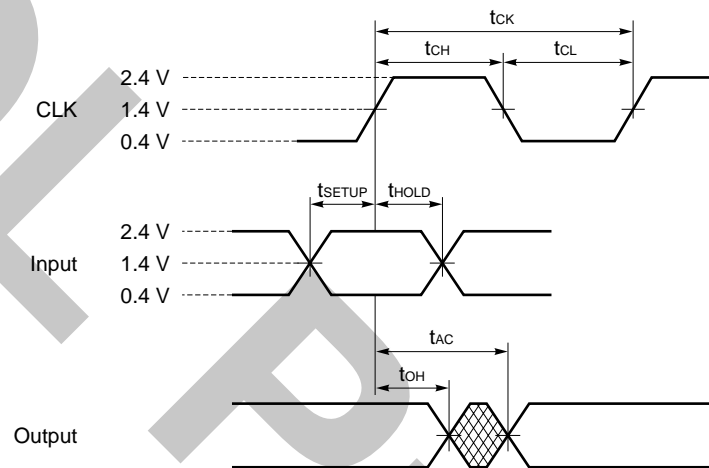 tCK
tCH tCL
2.4 V
CLK 1.4 V
0.4 V
tSETUP tHOLD
2.4 V
Input 1.4 V
0.4 V
tAC
tOH
Output